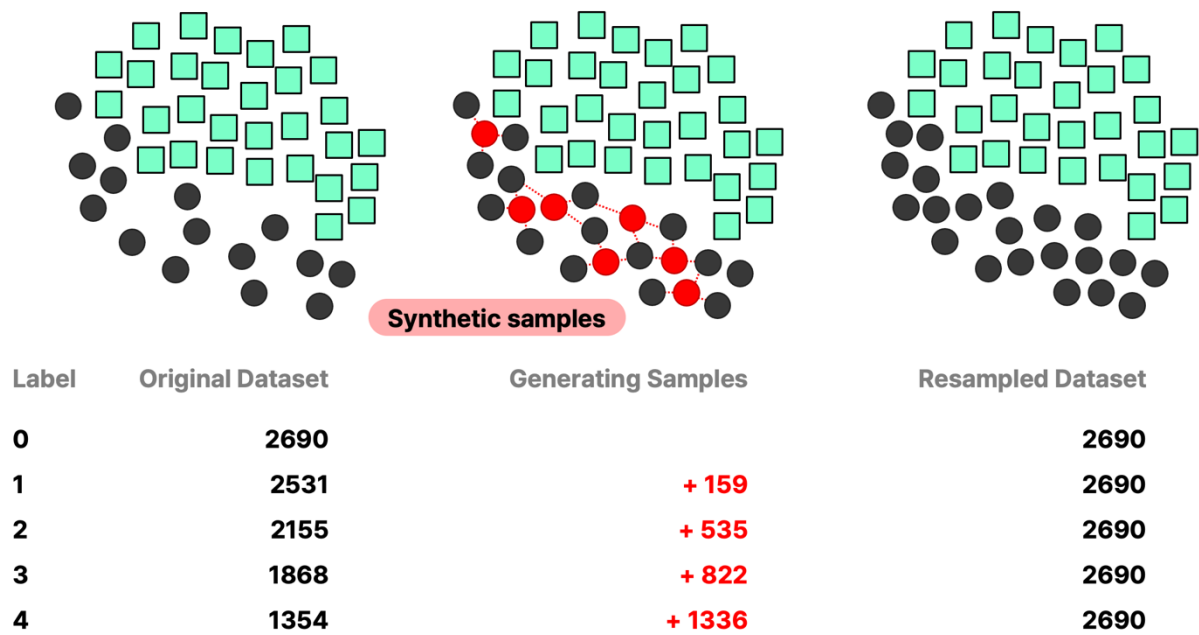 Synthetic samples
Label Original Dataset Generating Samples Resampled Dataset
0 2690 2690
1 2531 + 159 2690
2 2155 + 535 2690
3 1868 + 822 2690
4 1354 + 1336 2690